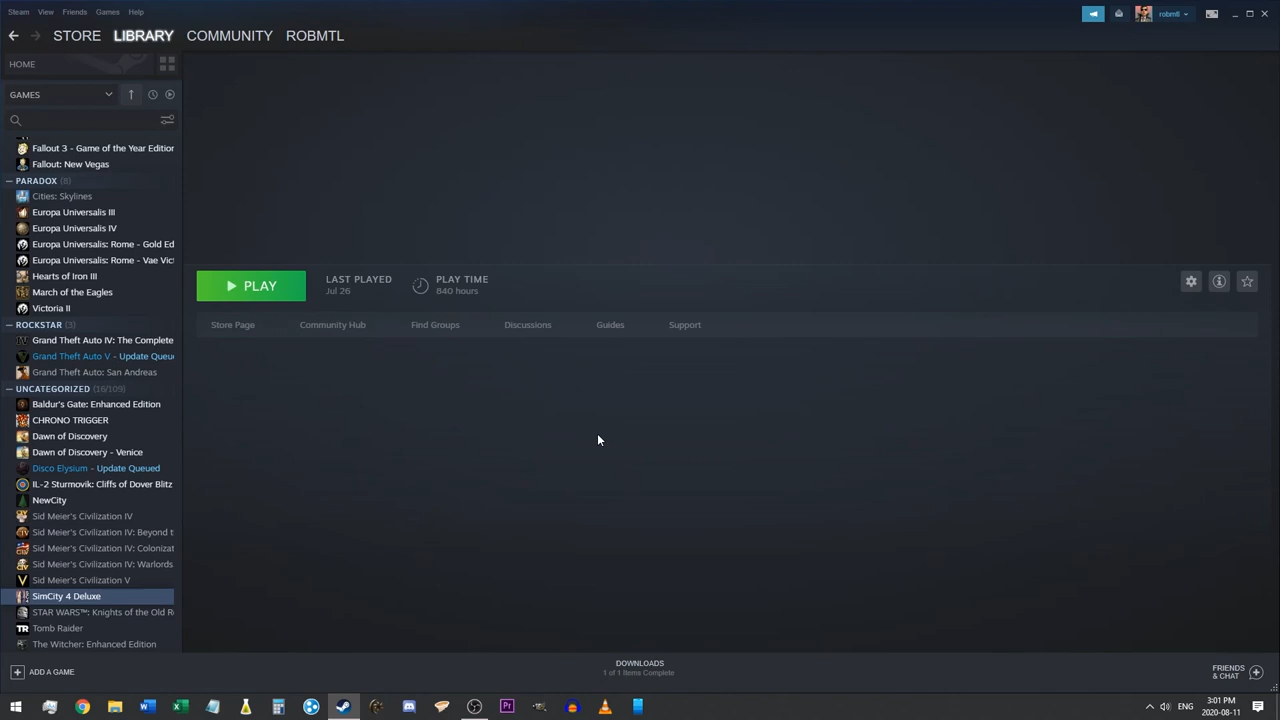 Steam View Friends Games Help
robmtl
STORE LIBRARY COMMUNITY ROBMTL
HOME
GAMES
Fallout 3 - Game of the Year Edition
Fallout: New Vegas
PARADOX (8)
Cities: Skylines
Europa Universalis III
Europa Universalis IV
Europa Universalis: Rome - Gold Ed
Europa Universalis: Rome - Vae Vict
Hearts of Iron III
March of the Eagles
Victoria II
ROCKSTAR (3)
Grand Theft Auto IV: The Complete
Grand Theft Auto V - Update Queu
Grand Theft Auto: San Andreas
UNCATEGORIZED (16/109)
Baldur's Gate: Enhanced Edition
CHRONO TRIGGER
Dawn of Discovery
Dawn of Discovery - Venice
Disco Elysium - Update Queued
IL-2 Sturmovik: Cliffs of Dover Blitz
NewCity
Sid Meier's Civilization IV
Sid Meier's Civilization IV: Beyond t
Sid Meier's Civilization IV: Colonizat
Sid Meier's Civilization IV: Warlords
Sid Meier's Civilization V
SimCity 4 Deluxe
STAR WARS™: Knights of the Old R
Tomb Raider
The Witcher: Enhanced Edition
ADD A GAME
PLAY
LAST PLAYED
Jul 26
PLAY TIME
840 hours
Store Page Community Hub Find Groups Discussions Guides Support
DOWNLOADS
1 of 1 Items Complete
FRIENDS
& CHAT
ENG
3:01 PM
2020-08-11